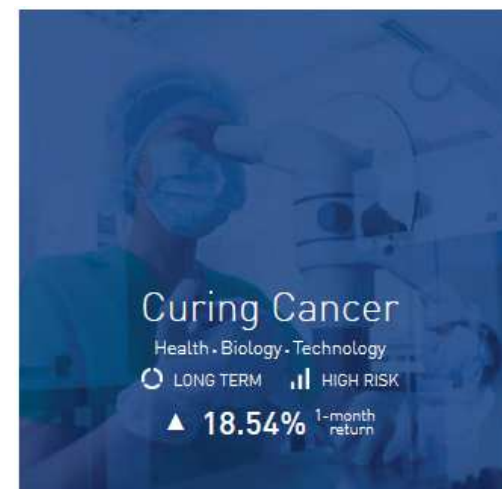 Curing Cancer
Health • Biology • Technology
LONG TERM HIGH RISK
▲ 18.54% 1-month return